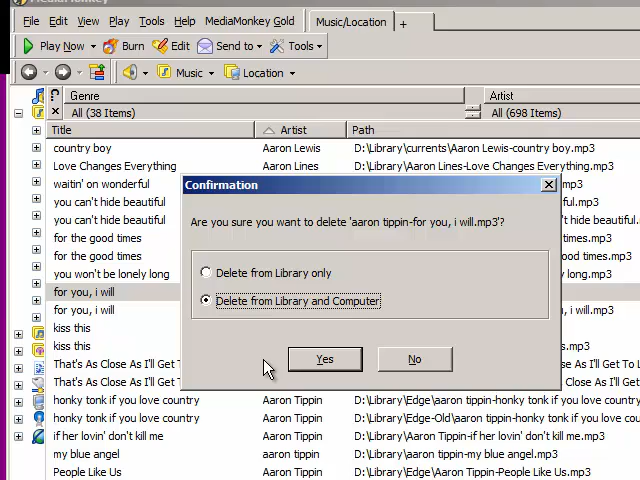 File Edit View Play Tools Help MediaMonkey Gold Music/Location +
Play Now Burn Edit Send to Tools
Music Location
Genre Artist
All (38 Items) All (698 Items)
Title Artist Path
country boy Aaron Lewis D:\Library\currents\Aaron Lewis-country boy.mp3
Love Changes Everything Aaron Lines D:\Library\Aaron Lines-Love Changes Everything.mp3
waitin' on wonderful .mp3
you can't hide beautiful
you can't hide beautiful
for the good times es.mp3
for the good times es.mp3
you won't be lonely long
for you, i will will.mp3
for you, i will , i will.mp3
kiss this
kiss this
That's As Close As I'll Get T
That's As Close As I'll Get T
honky tonk if you love country Aaron Tippin D:\Library\Edge\aaron tippin-honky tonk if you love count
honky tonk if you love country Aaron Tippin D:\Library\Edge-Old\aaron tippin-honky tonk if you love
if her lovin' don't kill me Aaron Tippin D:\Library\Aaron Tippin-if her lovin' don't kill me.mp3
my blue angel aaron tippin D:\Library\aaron tippin-my blue angel.mp3
People Like Us Aaron Tippin D:\Library\Edge\Aaron Tippin-People Like Us.mp3
Confirmation
Are you sure you want to delete 'aaron tippin-for you, i will.mp3'?
Delete from Library only
Delete from Library and Computer
Yes No